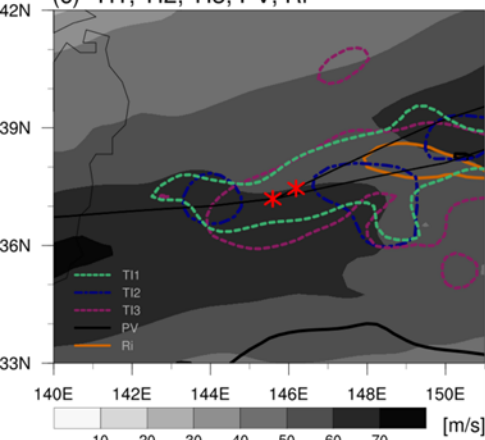 (c) TI1, TI2, TI3, PV, Ri
42N
39N
36N
33N
TI1
TI2
TI3
PV
Ri
140E 142E 144E 146E 148E 150E
10 20 30 40 50 60 70
[m/s]